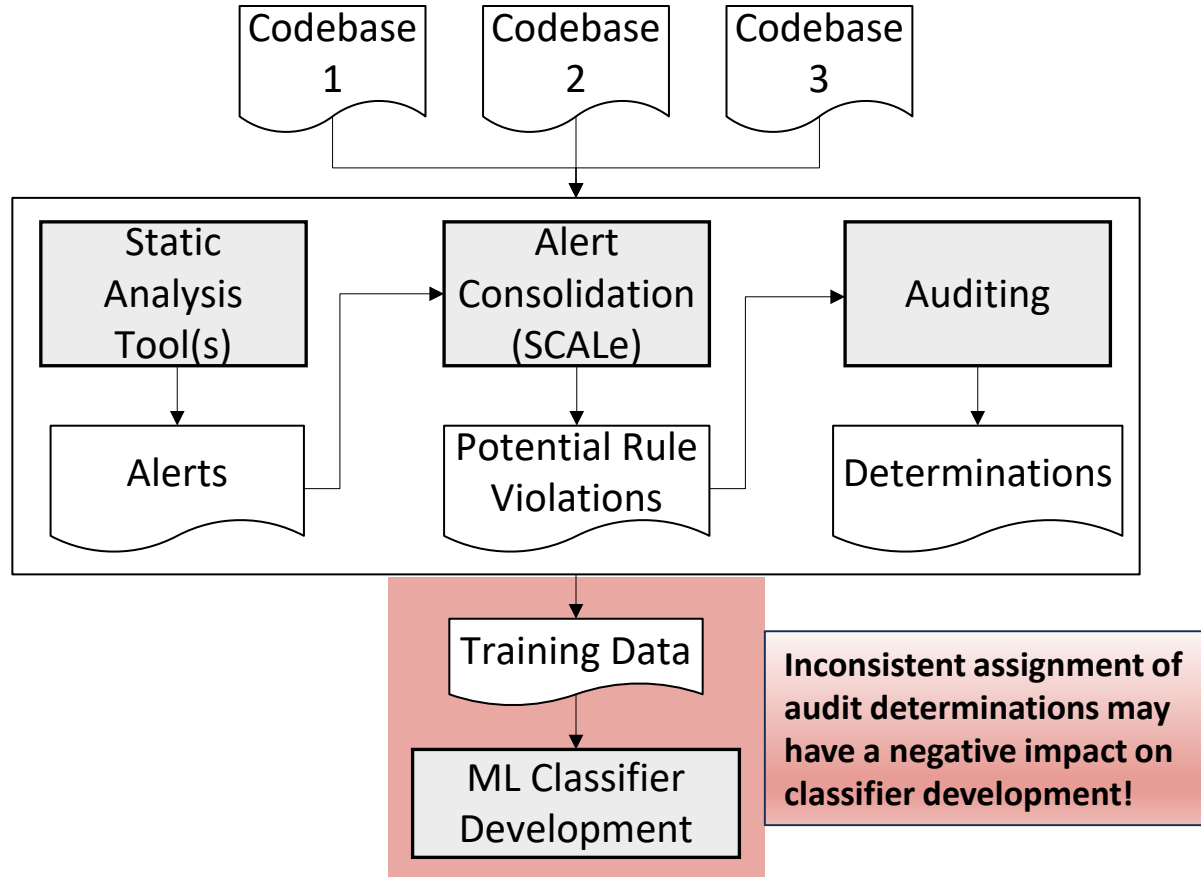 Codebase
1
Codebase
2
Codebase
3
Static
Analysis
Tool(s)
Alert
Consolidation
(SCALe)
Auditing
Alerts
Potential Rule
Violations
Determinations
Training Data
ML Classifier
Development
Inconsistent assignment of
audit determinations may
have a negative impact on
classifier development!